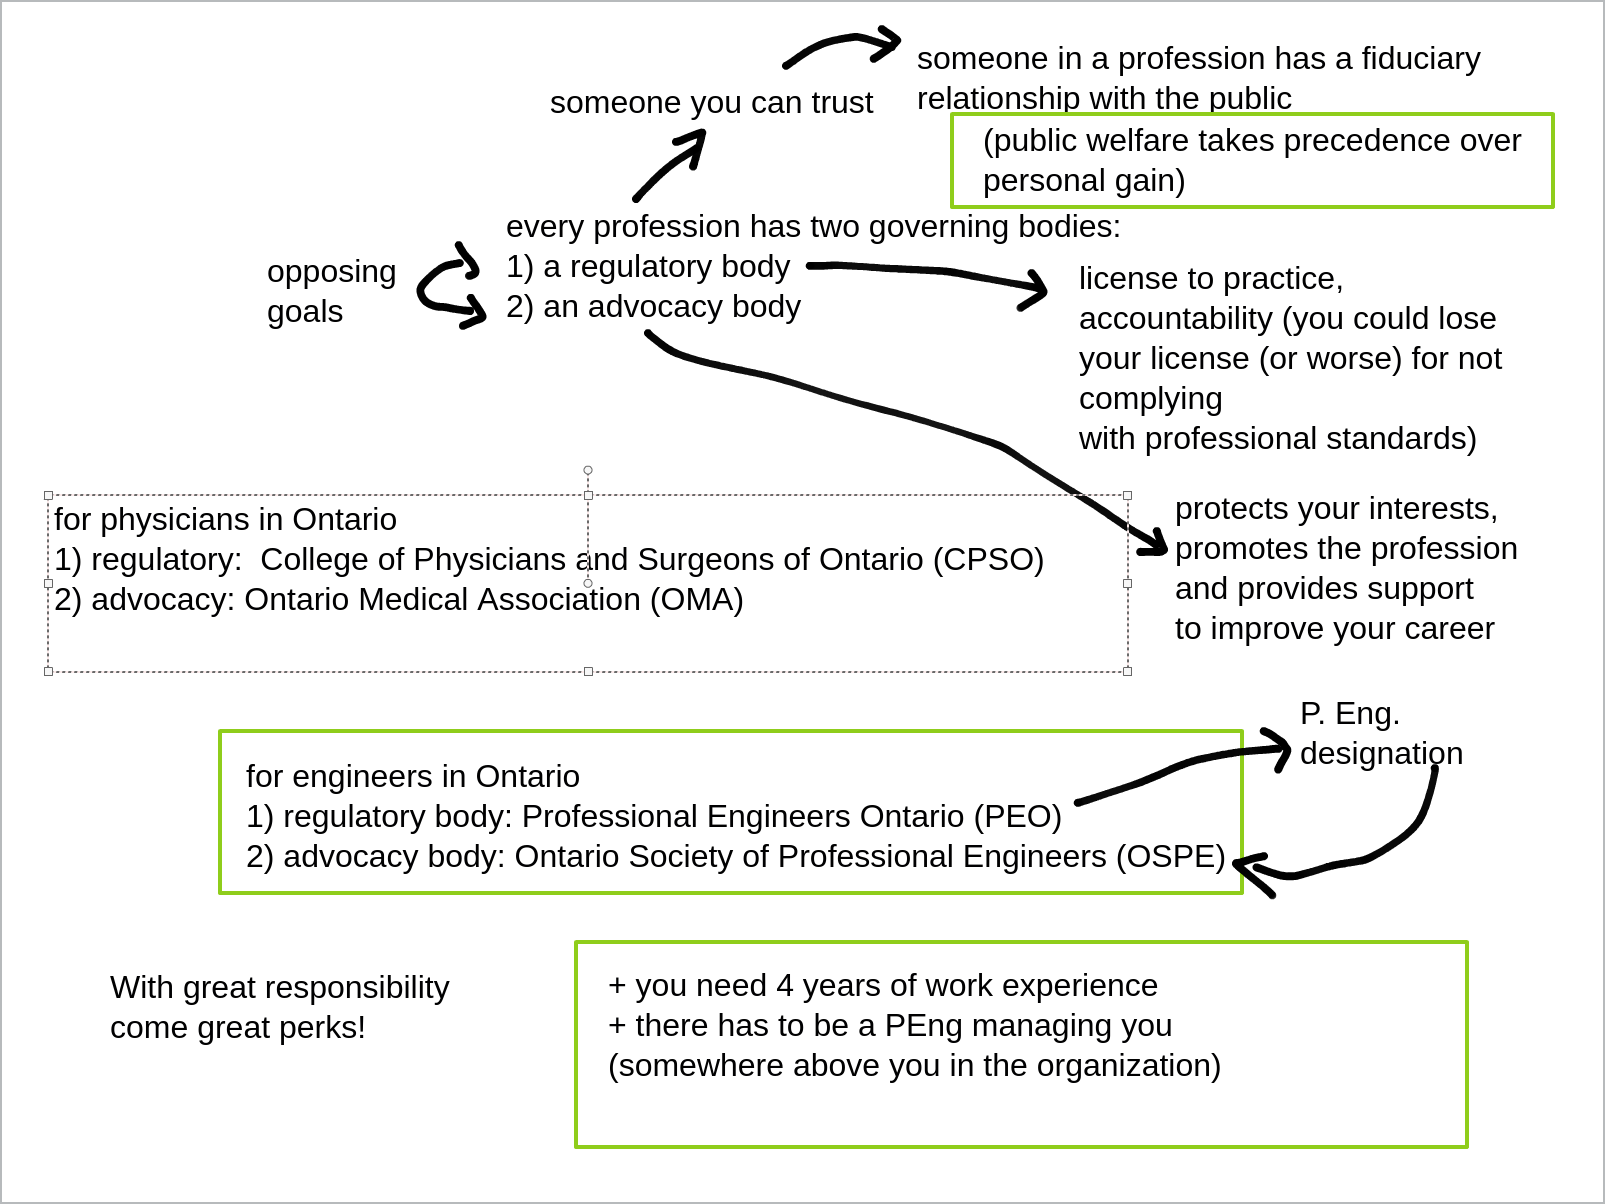 someone in a profession has a fiduciary
relationship with the public
someone you can trust
(public welfare takes precedence over
personal gain)
every profession has two governing bodies:
1) a regulatory body
2) an advocacy body
opposing
goals
license to practice,
accountability (you could lose
your license (or worse) for not
complying
with professional standards)
for physicians in Ontario
1) regulatory:  College of Physicians and Surgeons of Ontario (CPSO)
2) advocacy: Ontario Medical Association (OMA)
protects your interests,
promotes the profession
and provides support
to improve your career
P. Eng.
designation
for engineers in Ontario
1) regulatory body: Professional Engineers Ontario (PEO)
2) advocacy body: Ontario Society of Professional Engineers (OSPE)
With great responsibility
come great perks!
+ you need 4 years of work experience
+ there has to be a PEng managing you
(somewhere above you in the organization)